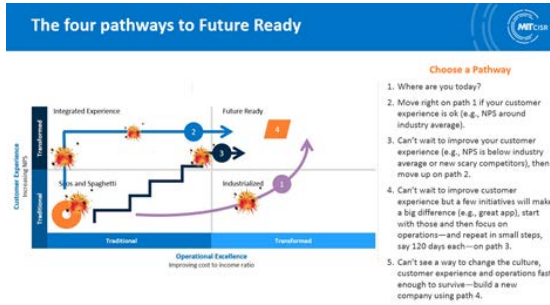 The four pathways to Future Ready
MIT CISR
Choose a Pathway
1. Where are you today?
2. Move right on path 1 if your customer
experience is ok (e.g., NPS around
industry average).
3. Can't wait to improve your customer
experience (e.g., NPS is below industry
average or new scary competitors), then
move up on path 2.
4. Can't wait to improve customer
experience but a few initiatives will make
a big difference (e.g., great app), start
with those and then focus on
operations—and repeat in small steps,
say 120 days each—on path 3.
5. Can't see a way to change the culture,
customer experience and operations fast
enough to survive—build a new
company using path 4.
Customer Experience
Increasing NPS
Transformed
Traditional
Integrated Experience
Future Ready
2
4
3
and Spaghetti
Industrialized
1
Traditional
Transformed
Operational Excellence
Improving cost to income ratio